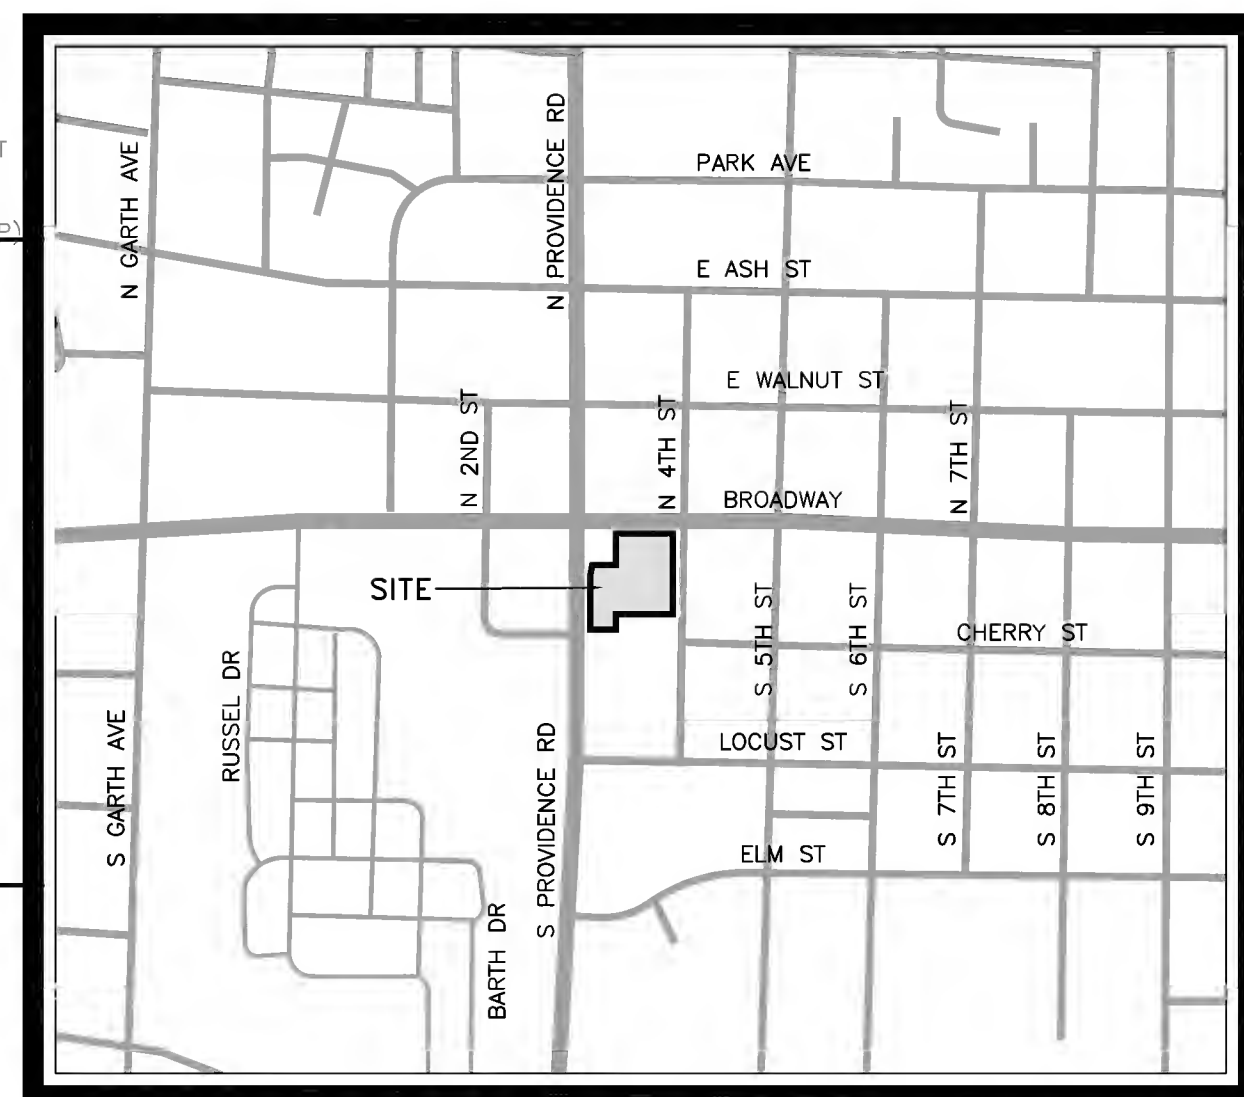 T
P)
N GARTH AVE
N PROVIDENCE RD
PARK AVE
E ASH ST
E WALNUT ST
N 2ND ST
N 4TH ST
N 7TH ST
BROADWAY
SITE
S 5TH ST
S 6TH ST
CHERRY ST
RUSSEL DR
S GARTH AVE
S PROVIDENCE RD
LOCUST ST
S 7TH ST
S 8TH ST
S 9TH ST
ELM ST
BARTH DR